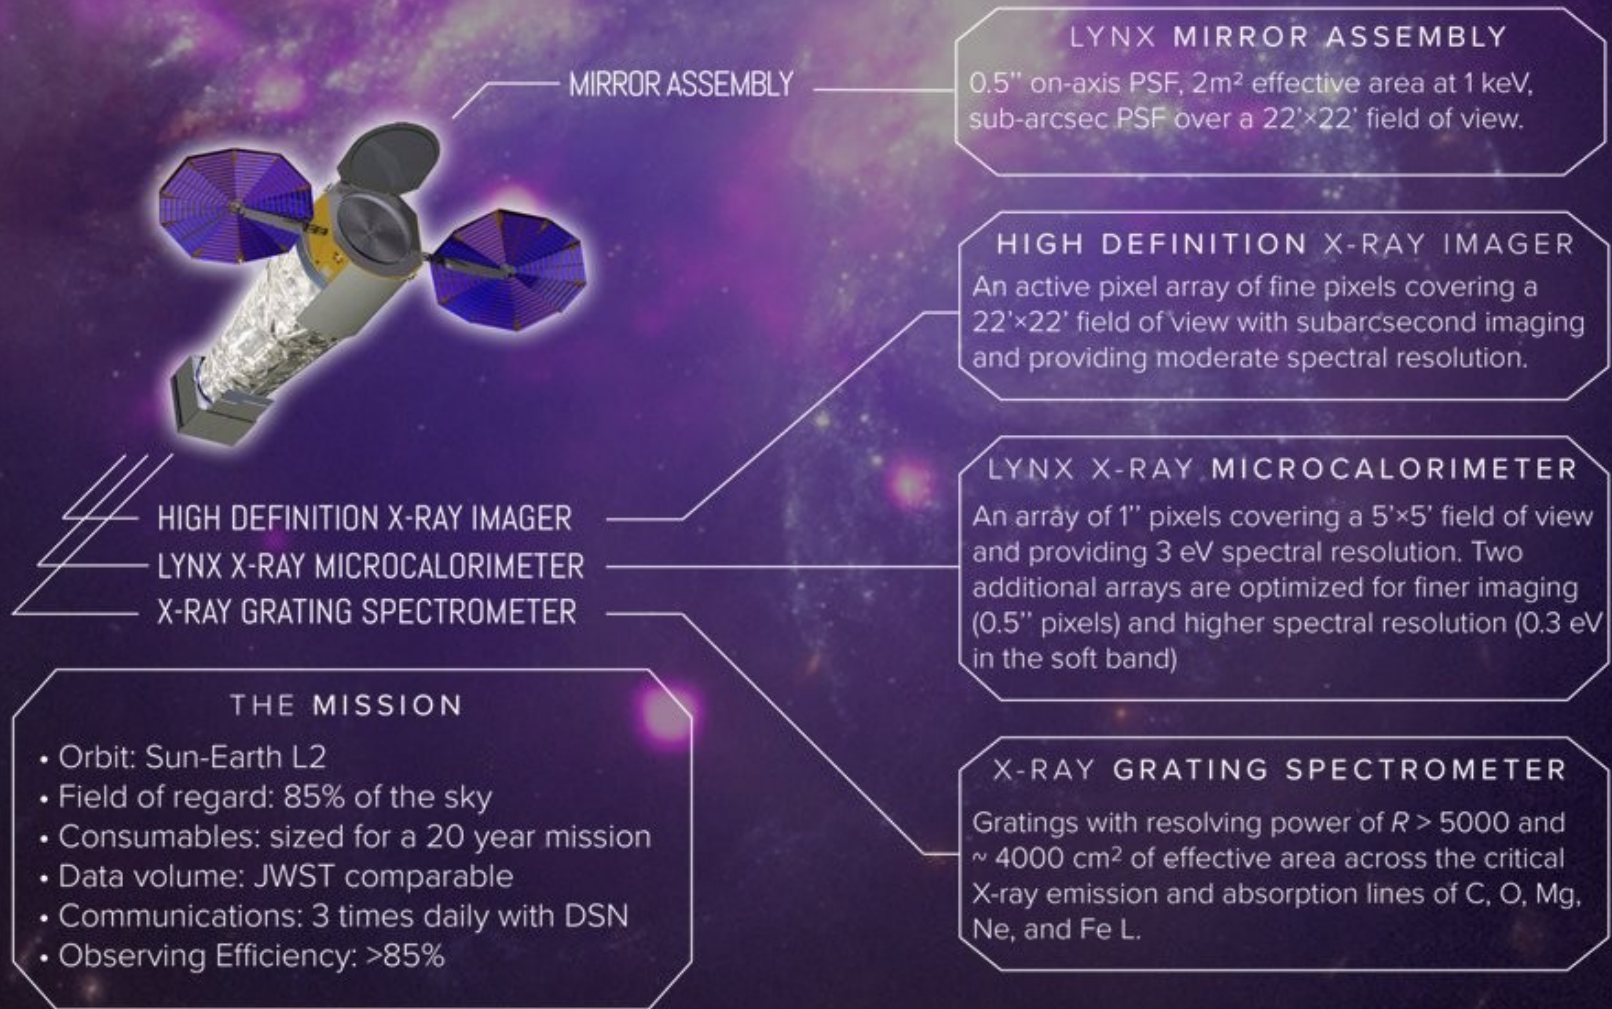 MIRROR ASSEMBLY
LYNX MIRROR ASSEMBLY
0.5’’ on-axis PSF, 2m² effective area at 1 keV,
sub-arcsec PSF over a 22’×22’ field of view.
HIGH DEFINITION X-RAY IMAGER
An active pixel array of fine pixels covering a
22’×22’ field of view with subarcsecond imaging
and providing moderate spectral resolution.
LYNX X-RAY MICROCALORIMETER
An array of 1’’ pixels covering a 5’×5’ field of view
and providing 3 eV spectral resolution. Two
additional arrays are optimized for finer imaging
(0.5’’ pixels) and higher spectral resolution (0.3 eV
in the soft band)
HIGH DEFINITION X-RAY IMAGER
LYNX X-RAY MICROCALORIMETER
X-RAY GRATING SPECTROMETER
THE MISSION
• Orbit: Sun-Earth L2
• Field of regard: 85% of the sky
• Consumables: sized for a 20 year mission
• Data volume: JWST comparable
• Communications: 3 times daily with DSN
• Observing Efficiency: >85%
X-RAY GRATING SPECTROMETER
Gratings with resolving power of R > 5000 and
~ 4000 cm² of effective area across the critical
X-ray emission and absorption lines of C, O, Mg,
Ne, and Fe L.